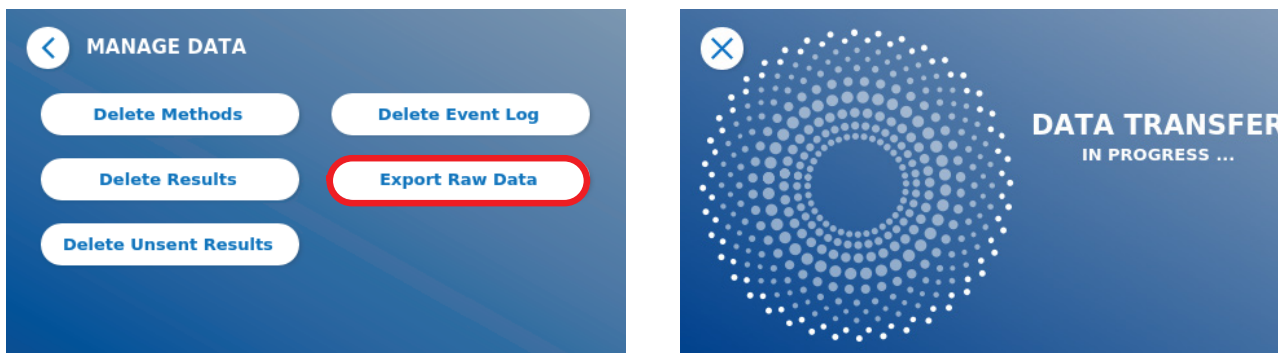 MANAGE DATA
Delete Methods
Delete Event Log
Delete Results
Export Raw Data
Delete Unsent Results
DATA TRANSFER
IN PROGRESS ...